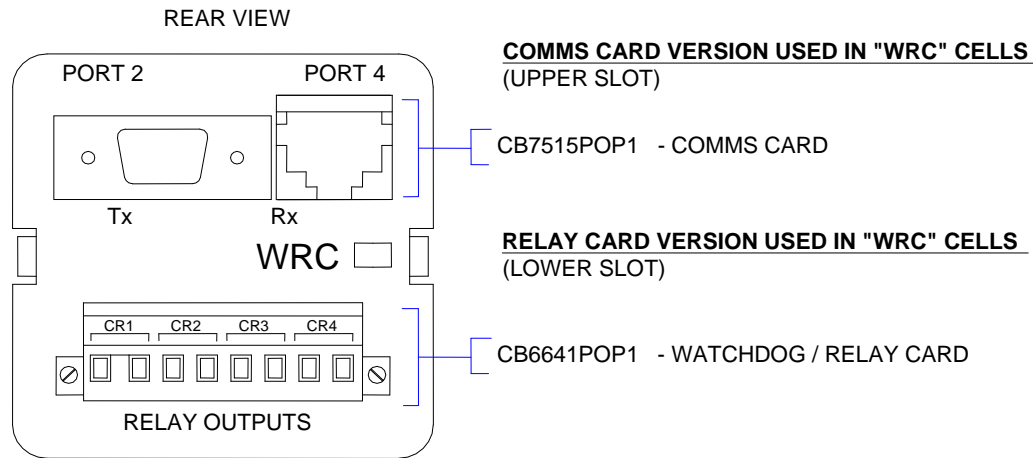 REAR VIEW
PORT 2
PORT 4
Tx
Rx
WRC
CR1
CR2
CR3
CR4
RELAY OUTPUTS
COMMS CARD VERSION USED IN "WRC" CELLS
(UPPER SLOT)
CB7515POP1 - COMMS CARD
RELAY CARD VERSION USED IN "WRC" CELLS
(LOWER SLOT)
CB6641POP1 - WATCHDOG / RELAY CARD